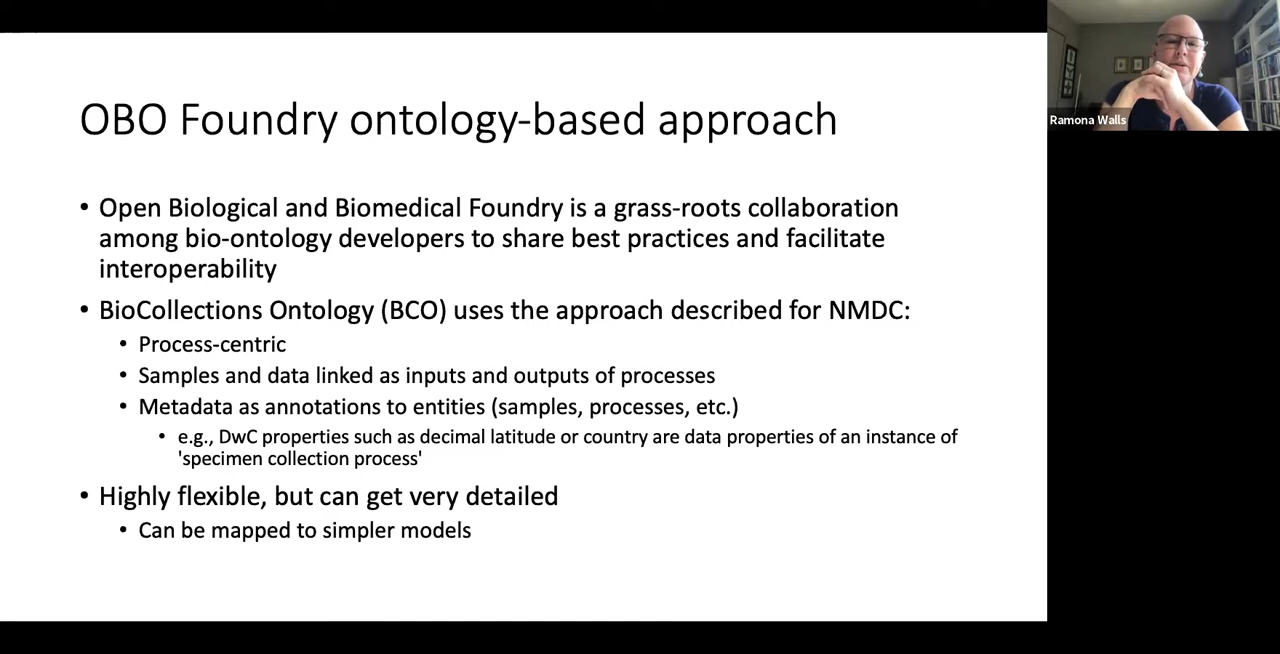 OBO Foundry ontology-based approach
• Open Biological and Biomedical Foundry is a grass-roots collaboration
among bio-ontology developers to share best practices and facilitate
interoperability
• BioCollections Ontology (BCO) uses the approach described for NMDC:
• Process-centric
• Samples and data linked as inputs and outputs of processes
• Metadata as annotations to entities (samples, processes, etc.)
• e.g., DwC properties such as decimal latitude or country are data properties of an instance of
'specimen collection process'
• Highly flexible, but can get very detailed
• Can be mapped to simpler models
Ramona Walls